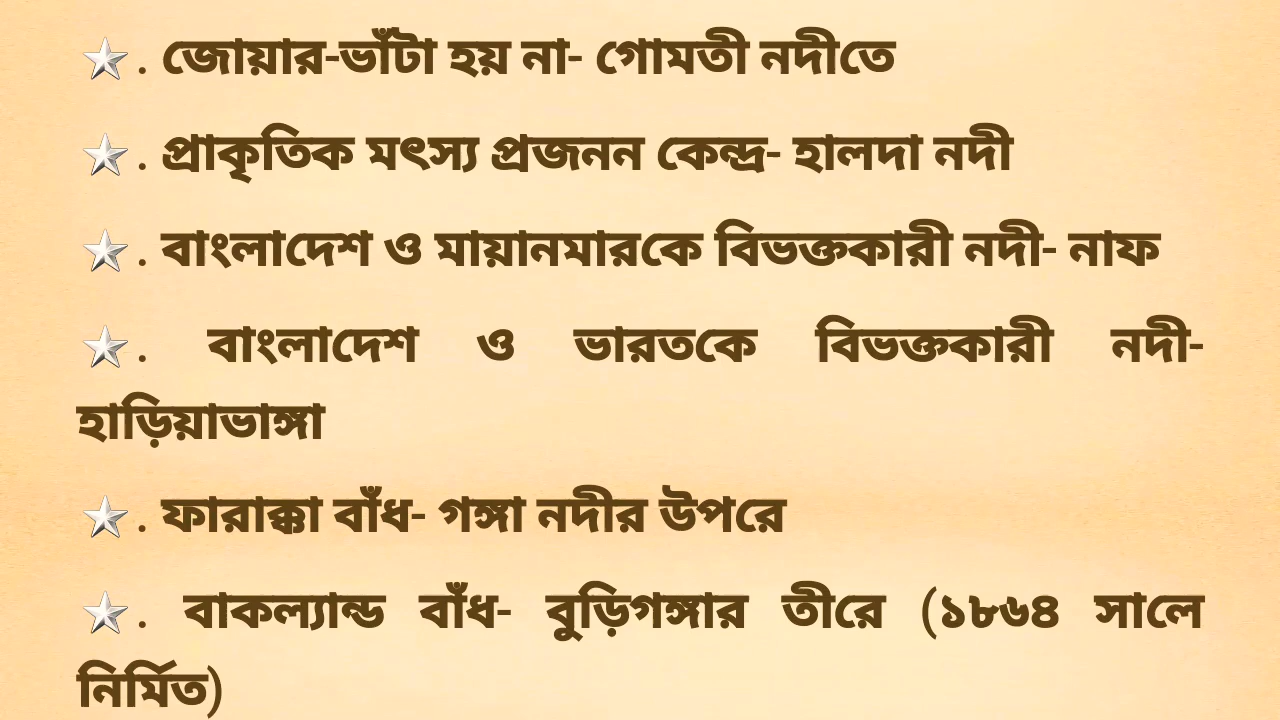 . জোয়ার-ভাঁটা হয় না- গোমতী নদীতে
. প্রাকৃতিক মৎস্য প্রজনন কেন্দ্র- হালদা নদী
. বাংলাদেশ ও মায়ানমারকে বিভক্তকারী নদী- নাফ
. বাংলাদেশ ও ভারতকে বিভক্তকারী নদী-
হাড়িয়াভাঙ্গা
. ফারাক্কা বাঁধ- গঙ্গা নদীর উপরে
. বাকল্যান্ড বাঁধ- বুড়িগঙ্গার তীরে (১৮৬৪ সালে
নির্মিত)